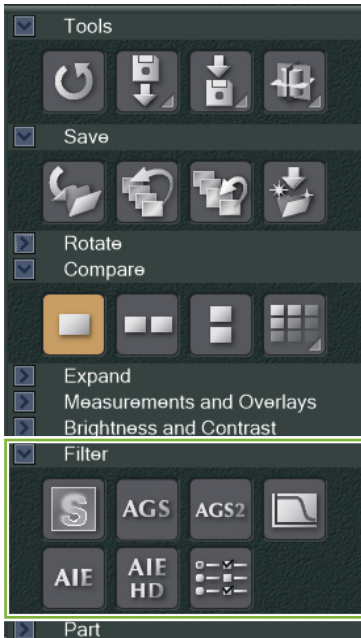 Tools
Save
Rotate
Compare
Expand
Measurements and Overlays
Brightness and Contrast
Filter
S AGS AGS2
AIE AIE HD
Part